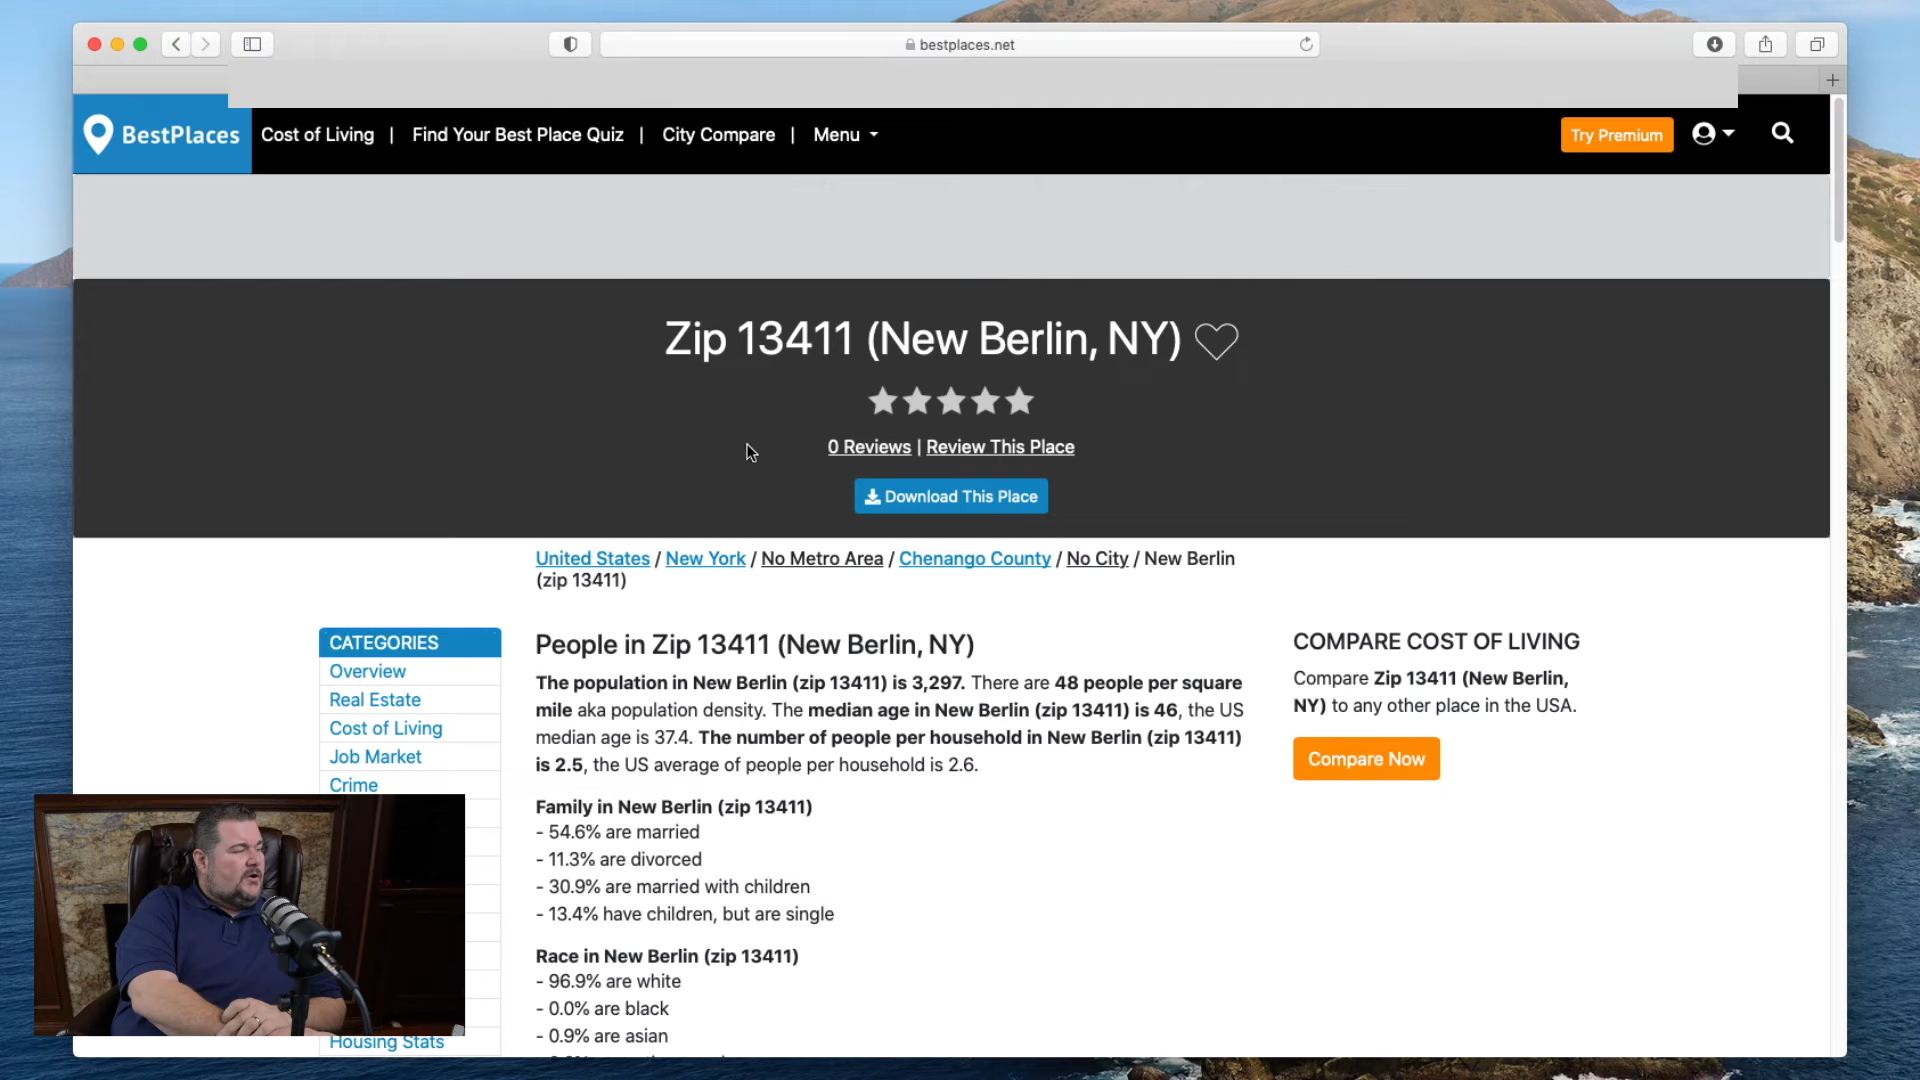 bestplaces.net
BestPlaces Cost of Living | Find Your Best Place Quiz | City Compare | Menu Try Premium
Zip 13411 (New Berlin, NY)
0 Reviews | Review This Place
Download This Place
United States / New York / No Metro Area / Chenango County / No City / New Berlin
(zip 13411)
CATEGORIES
Overview
Real Estate
Cost of Living
Job Market
Crime
Housing Stats
People in Zip 13411 (New Berlin, NY)
The population in New Berlin (zip 13411) is 3,297. There are 48 people per square
mile aka population density. The median age in New Berlin (zip 13411) is 46, the US
median age is 37.4. The number of people per household in New Berlin (zip 13411)
is 2.5, the US average of people per household is 2.6.
Family in New Berlin (zip 13411)
- 54.6% are married
- 11.3% are divorced
- 30.9% are married with children
- 13.4% have children, but are single
Race in New Berlin (zip 13411)
- 96.9% are white
- 0.0% are black
- 0.9% are asian
COMPARE COST OF LIVING
Compare Zip 13411 (New Berlin,
NY) to any other place in the USA.
Compare Now